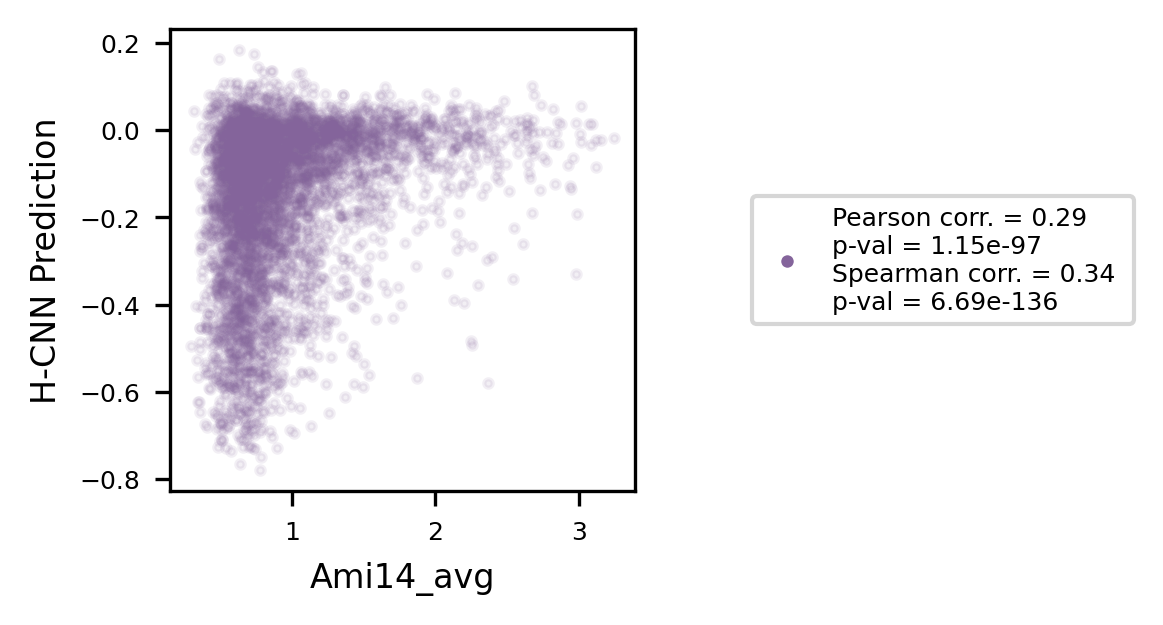 0.2
0.0
−0.2
−0.4
−0.6
−0.8
H-CNN Prediction
1 2 3
Ami14_avg
Pearson corr. = 0.29
p-val = 1.15e-97
Spearman corr. = 0.34
p-val = 6.69e-136